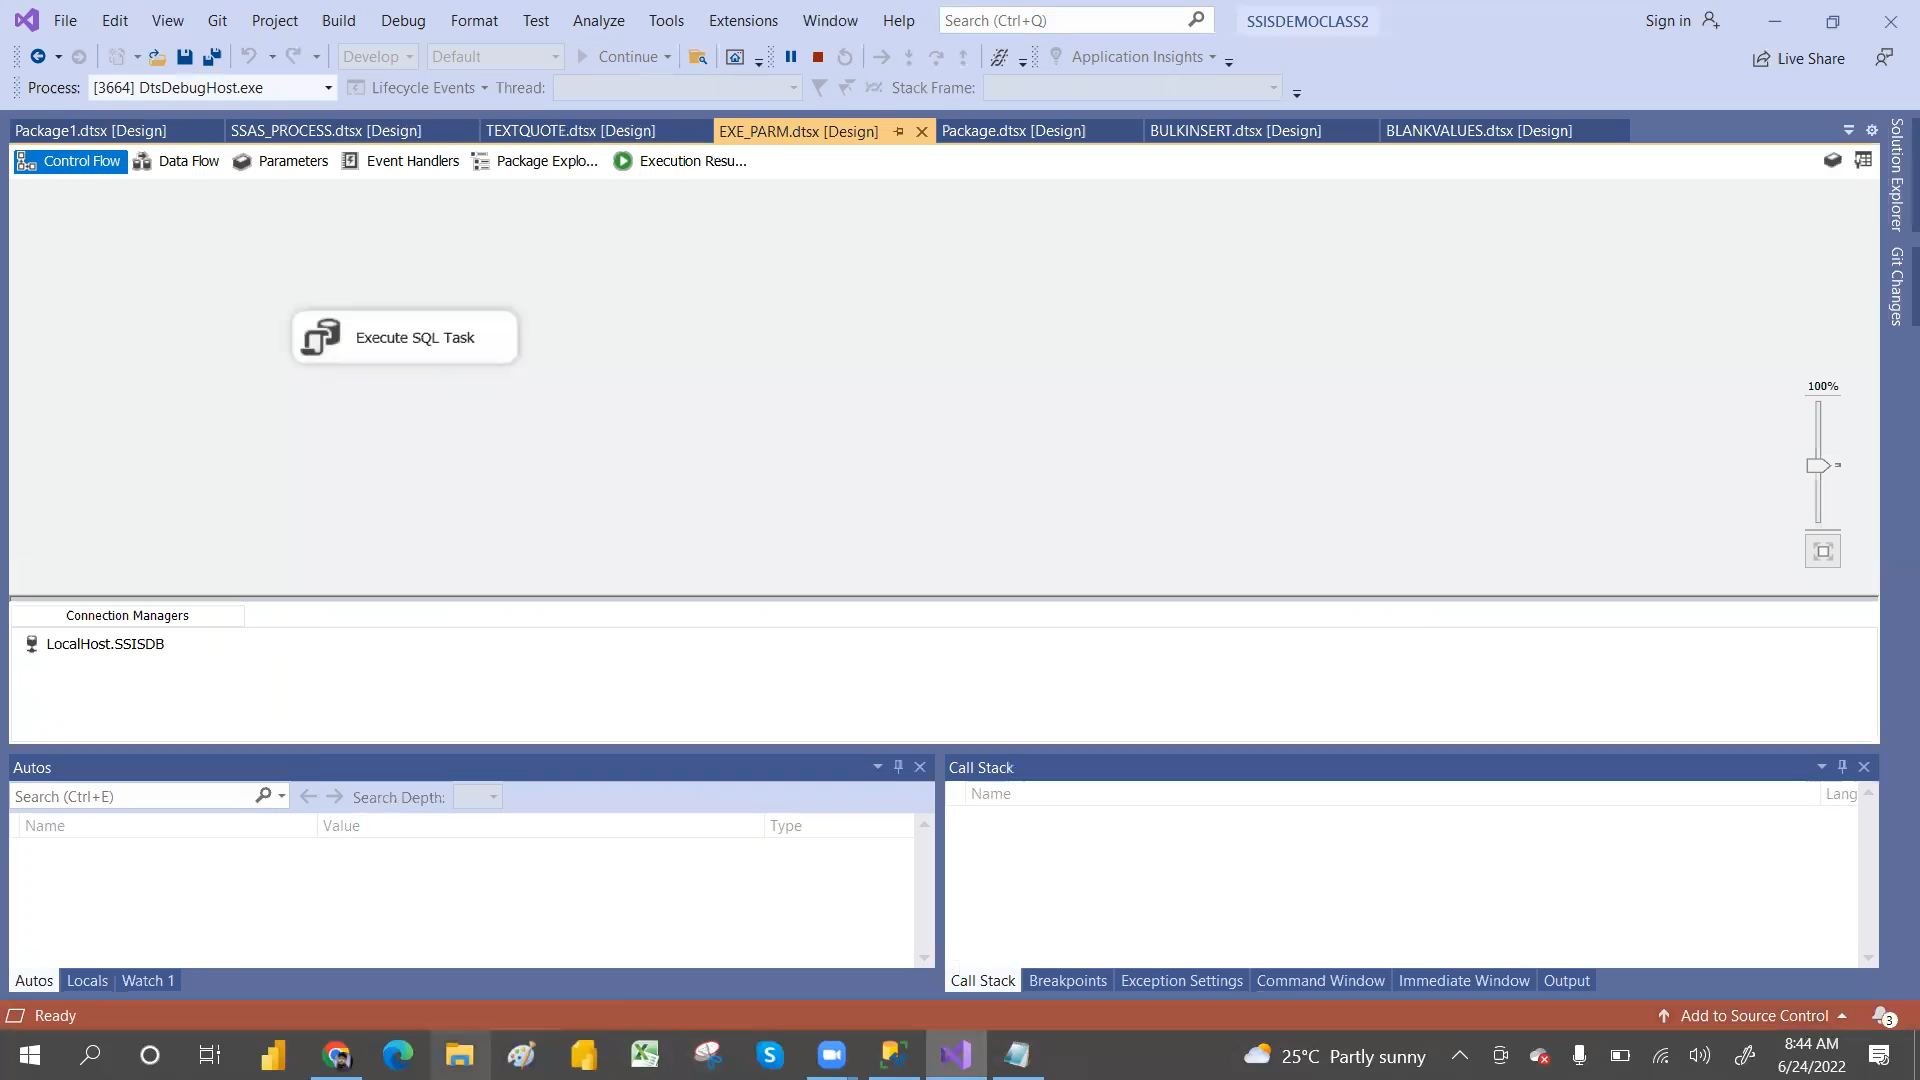 File Edit View Git Project Build Debug Format Test Analyze Tools Extensions Window Help Search (Ctrl+Q) SSISDEMOCLASS2 Sign in
Develop Default Continue Application Insights Live Share
Process: [3664] DtsDebugHost.exe Lifecycle Events Thread: Stack Frame:
Package1.dtsx [Design] SSAS_PROCESS.dtsx [Design] TEXTQUOTE.dtsx [Design] EXE_PARM.dtsx [Design] Package.dtsx [Design] BULKINSERT.dtsx [Design] BLANKVALUES.dtsx [Design]
Control Flow Data Flow Parameters Event Handlers Package Explo... Execution Resu...
Solution Explorer
Git Changes
Execute SQL Task
100%
Connection Managers
LocalHost.SSISDB
Autos
Search (Ctrl+E) Search Depth:
Name Value Type
Autos Locals Watch 1
Call Stack
Name Lang
Call Stack Breakpoints Exception Settings Command Window Immediate Window Output
Ready Add to Source Control 3
25°C Partly sunny 8:44 AM
6/24/2022